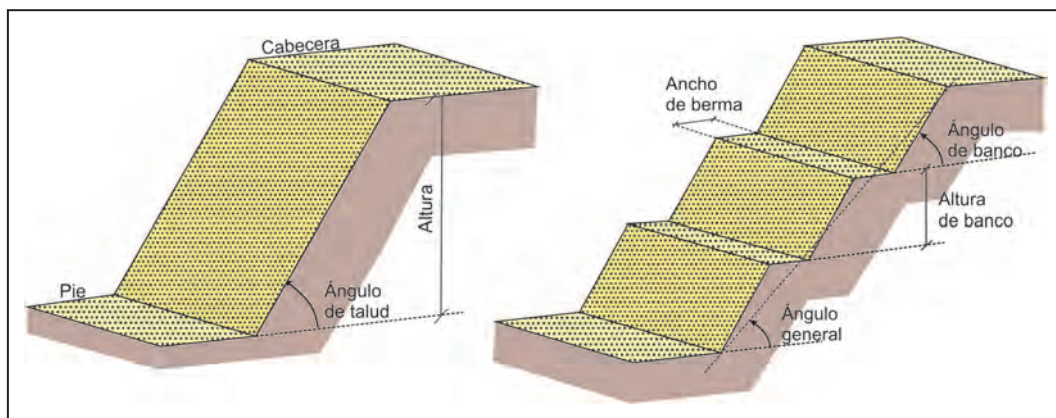 Cabecera
Altura
Pie
Ángulo
de talud
Ancho
de berma
Ángulo
de banco
Altura
de banco
Ángulo
general